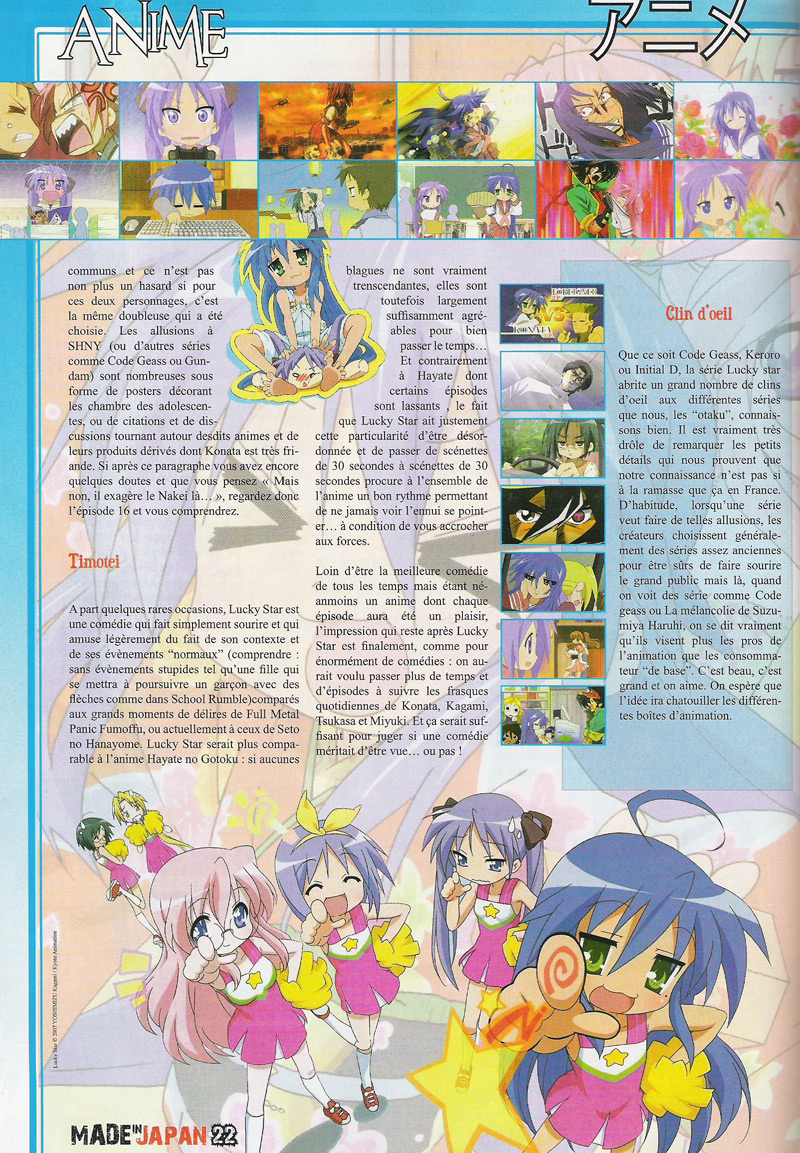 ANIME
アニメ
communs et ce n'est pas
non plus un hasard si pour
ces deux personnages, c'est
la même doubleuse qui a été
choisie. Les allusions à
SHNY (ou d'autres séries
comme Code Geass ou Gun-
dam) sont nombreuses sous
forme de posters décorant
les chambre des adolescen-
tes, ou de citations et de dis-
cussions tournant autour desdits animes et de
leurs produits dérivés dont Konata est très fri-
ande. Si après ce paragraphe vous avez encore
quelques doutes et que vous pensez « Mais
non, il exagère le Nakei là… », regardez donc
l'épisode 16 et vous comprendrez.
Timotei
A part quelques rares occasions, Lucky Star est
une comédie qui fait simplement sourire et qui
amuse légèrement du fait de son contexte et
de ses évènements “normaux” (comprendre :
sans évènements stupides tel qu'une fille qui
se mettra à poursuivre un garçon avec des
flèches comme dans School Rumble)comparés
aux grands moments de délires de Full Metal
Panic Fumoffu, ou actuellement à ceux de Seto
no Hanayome. Lucky Star serait plus compa-
rable à l'anime Hayate no Gotoku : si aucunes
blagues ne sont vraiment
trenscendantes, elles sont
toutefois largement
suffisamment agré-
ables pour bien
passer le temps…
Et contrairement
à Hayate dont
certains épisodes
sont lassants , le fait
que Lucky Star ait justement
cette particularité d'être désor-
donnée et de passer de scénettes
de 30 secondes à scénettes de 30
secondes procure à l'ensemble de
l'anime un bon rythme permettant
de ne jamais voir l'ennui se point-
er… à condition de vous accrocher
aux forces.
Loin d'être la meilleure comédie
de tous les temps mais étant né-
anmoins un anime dont chaque
épisode aura été un plaisir,
l'impression qui reste après Lucky
Star est finalement, comme pour
énormément de comédies : on au-
rait voulu passer plus de temps et
d'épisodes à suivre les frasques
quotidiennes de Konata, Kagami,
Tsukasa et Miyuki. Et ça serait suf-
fisant pour juger si une comédie
méritait d'être vue… ou pas !
VS
KONATA
Clin d'oeil
Que ce soit Code Geass, Keroro
ou Initial D, la série Lucky star
abrite un grand nombre de clins
d'oeil aux différentes séries
que nous, les “otaku”, connais-
sons bien. Il est vraiment très
drôle de remarquer les petits
détails qui nous prouvent que
notre connaissance n'est pas si
à la ramasse que ça en France.
D'habitude, lorsqu'une série
veut faire de telles allusions, les
créateurs choisissent générale-
ment des séries assez anciennes
pour être sûrs de faire sourire
le grand public mais là, quand
on voit des série comme Code
geass ou La mélancolie de Suzu-
miya Haruhi, on se dit vraiment
qu'ils visent plus les pros de
l'animation que les consomma-
teur “de base”. C'est beau, c'est
grand et on aime. On espère que
l'idée ira chatouiller les différen-
tes boîtes d'animation.
Lucky Star © 2007 YOSHIMIZU Kagami / Kyoto Animation
MADE IN JAPAN 22